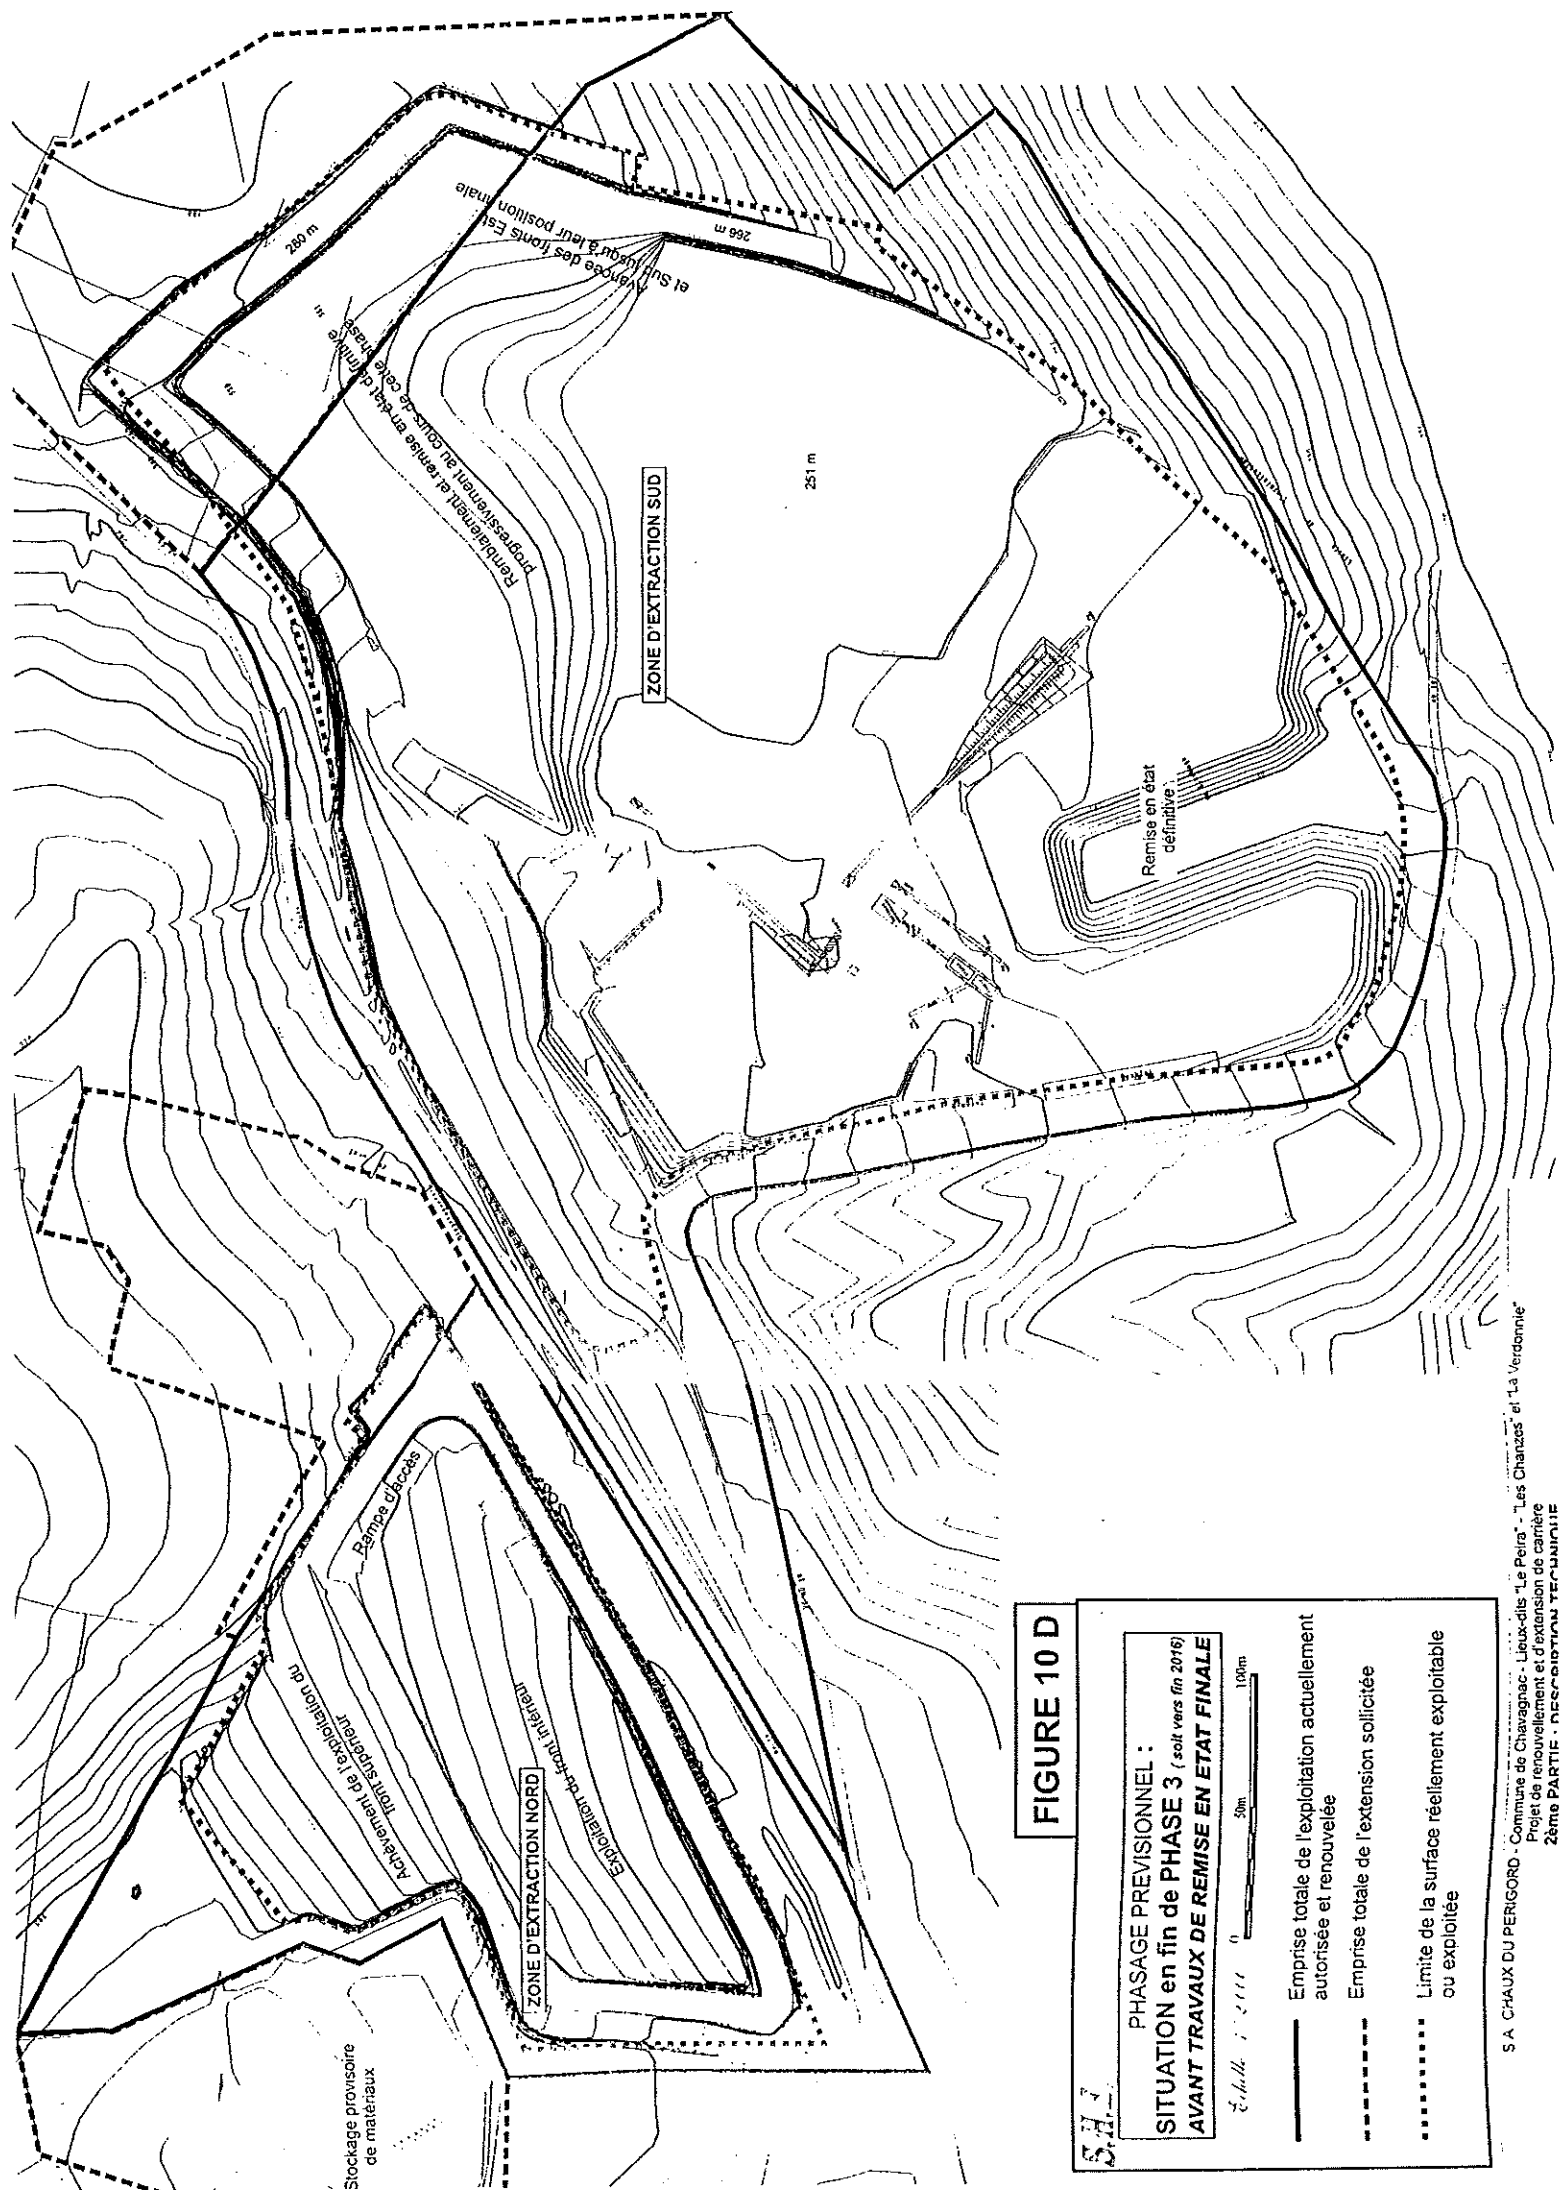 280 m
266 m
Avancée des fronts Est
et Sud jusqu'à leur position finale
Remblaiement et remise en état définitive
progressivement au cours de cette phase
251 m
ZONE D'EXTRACTION SUD
Remise en état
définitive
Rampe d'accès
Achèvement de l'exploitation du
front supérieur
Exploitation du front inférieur
ZONE D'EXTRACTION NORD
Stockage provisoire
de matériaux
FIGURE 10 D
PHASAGE PREVISIONNEL :
SITUATION en fin de PHASE 3 (soit vers fin 2016)
AVANT TRAVAUX DE REMISE EN ETAT FINALE
0 50m 100m
Emprise totale de l'exploitation actuellement
autorisée et renouvelée
Emprise totale de l'extension sollicitée
Limite de la surface réellement exploitable
ou exploitée
S.A. CHAUX DU PERIGORD - Commune de Chavagnac - Lieux-dits "Le Peira" - "Les Chanzes" et "La Verdonnie"
Projet de renouvellement et d'extension de carrière
2ème PARTIE : DESCRIPTION TECHNIQUE